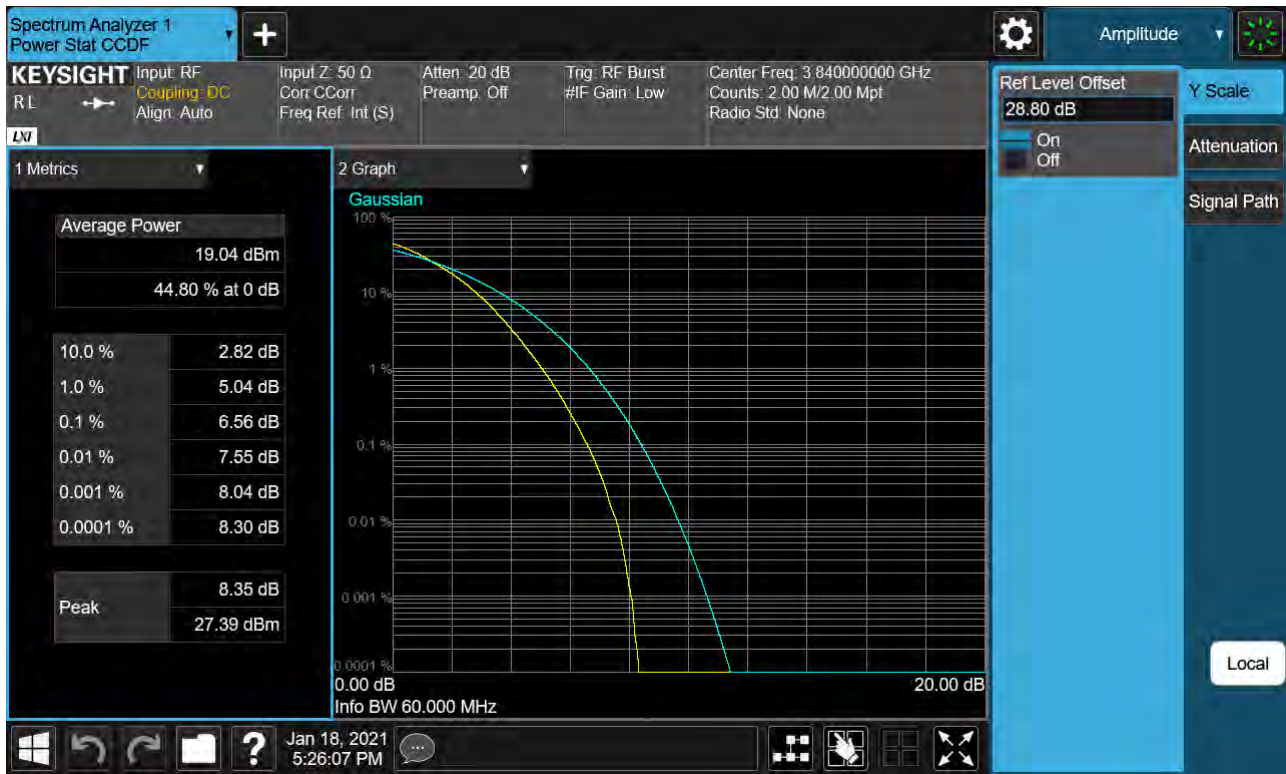 Spectrum Analyzer 1
Power Stat CCDF
+
Amplitude
KEYSIGHT
RL
LXI
Input: RF
Coupling: DC
Align: Auto
Input Z: 50 Ω
Corr CCorr
Freq Ref: Int (S)
Atten: 20 dB
Preamp: Off
Trig: RF Burst
#IF Gain: Low
Center Freq: 3.840000000 GHz
Counts: 2.00 M/2.00 Mpt
Radio Std: None
Ref Level Offset
28.80 dB
On
Off
Y Scale
Attenuation
Signal Path
Local
1 Metrics
Average Power
19.04 dBm
44.80 % at 0 dB
10.0 % 2.82 dB
1.0 % 5.04 dB
0.1 % 6.56 dB
0.01 % 7.55 dB
0.001 % 8.04 dB
0.0001 % 8.30 dB
Peak
8.35 dB
27.39 dBm
2 Graph
Gaussian
100 %
10 %
1 %
0.1 %
0.01 %
0.001 %
0.0001 %
0.00 dB 20.00 dB
Info BW 60.000 MHz
?
Jan 18, 2021
5:26:07 PM